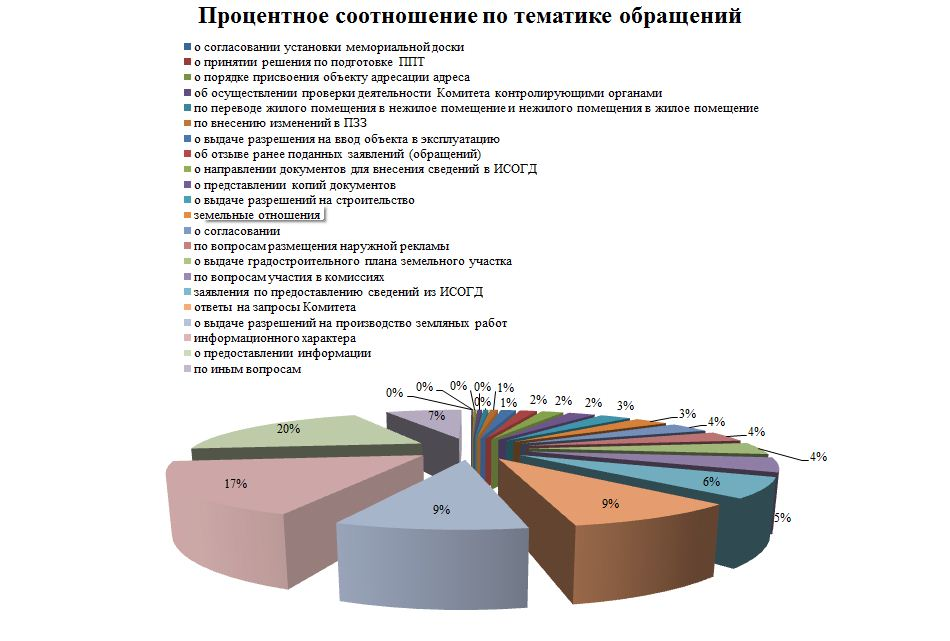 Процентное соотношение по тематике обращений
о согласовании установки мемориальной доски
о принятии решения по подготовке ППТ
о порядке присвоения объекту адресации адреса
об осуществлении проверки деятельности Комитета контролирующими органами
по переводе жилого помещения в нежилое помещение и нежилого помещения в жилое помещение
по внесению изменений в ПЗЗ
о выдаче разрешения на ввод объекта в эксплуатацию
об отзыве ранее поданных заявлений (обращений)
о направлении документов для внесения сведений в ИСОГД
о представлении копий документов
о выдаче разрешений на строительство
земельные отношения
о согласовании
по вопросам размещения наружной рекламы
о выдаче градостроительного плана земельного участка
по вопросам участия в комиссиях
заявления по предоставлению сведений из ИСОГД
ответы на запросы Комитета
о выдаче разрешений на производство земляных работ
информационного характера
о предоставлении информации
по иным вопросам
0% 0% 0% 0% 1%
0% 1% 2% 2% 2% 3%
7% 3%
20% 4%
4%
4%
17% 6%
9% 9%
5%